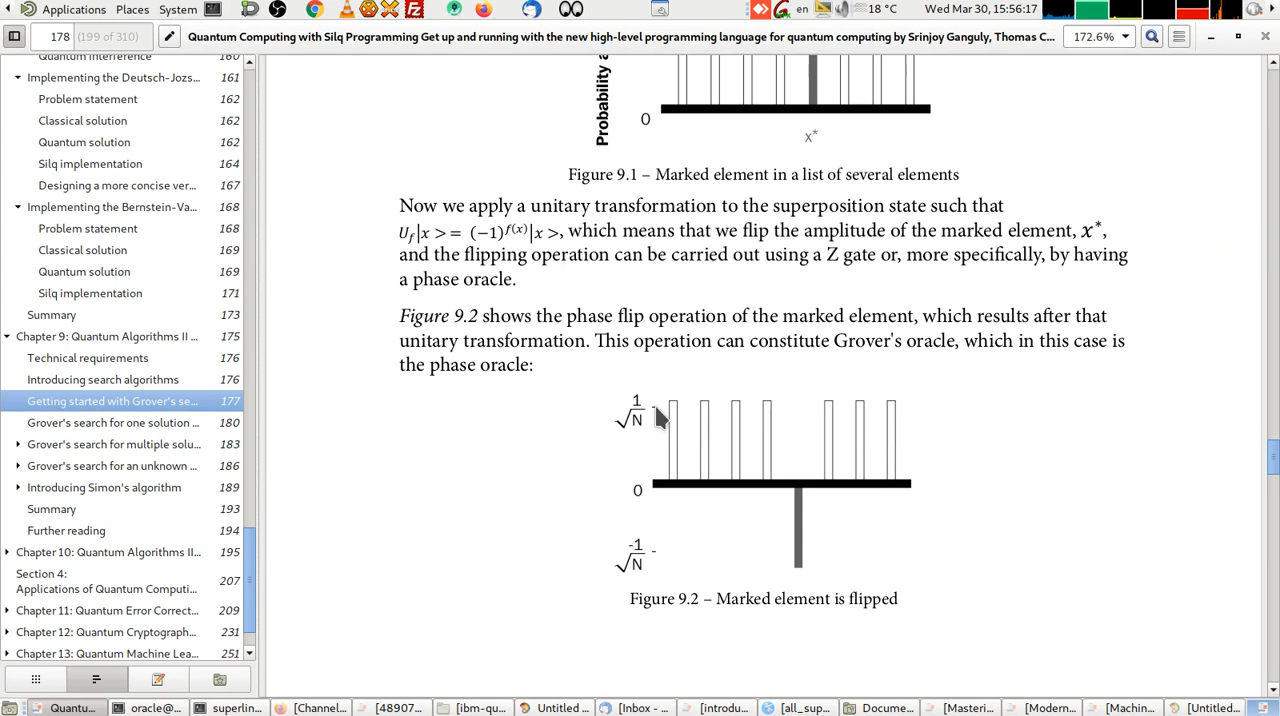 Applications Places System en 18 °C Wed Mar 30, 15:56:17
178 (199 of 310) Quantum Computing with Silq Programming Get up and running with the new high-level programming language for quantum computing by Srinjoy Ganguly, Thomas C... 172.6%
Quantum interference 160
Implementing the Deutsch-Jozs... 161
Problem statement 162
Classical solution 162
Quantum solution 162
Silq implementation 164
Designing a more concise ver... 167
Implementing the Bernstein-Va... 168
Problem statement 168
Classical solution 169
Quantum solution 169
Silq implementation 171
Summary 173
Chapter 9: Quantum Algorithms II ... 175
Technical requirements 176
Introducing search algorithms 176
Getting started with Grover's se... 177
Grover's search for one solution ... 180
Grover's search for multiple solu... 183
Grover's search for an unknown ... 186
Introducing Simon's algorithm 189
Summary 193
Further reading 194
Chapter 10: Quantum Algorithms II... 195
Section 4:
Applications of Quantum Computi... 207
Chapter 11: Quantum Error Correct... 209
Chapter 12: Quantum Cryptograph... 231
Chapter 13: Quantum Machine Lea... 251
Probability a
0
x*
Figure 9.1 – Marked element in a list of several elements
Now we apply a unitary transformation to the superposition state such that
U_f|x >= (−1)^f(x)|x >, which means that we flip the amplitude of the marked element, x*,
and the flipping operation can be carried out using a Z gate or, more specifically, by having
a phase oracle.
Figure 9.2 shows the phase flip operation of the marked element, which results after that
unitary transformation. This operation can constitute Grover's oracle, which in this case is
the phase oracle:
1
√N
0
-1
√N
Figure 9.2 – Marked element is flipped
Quantu... oracle@... superlin... [Channel... [48907... [ibm-qu... Untitled ... [Inbox - ... [introdu... [all_sup... Docume... [Masteri... [Modern... [Machin... [Untitled...